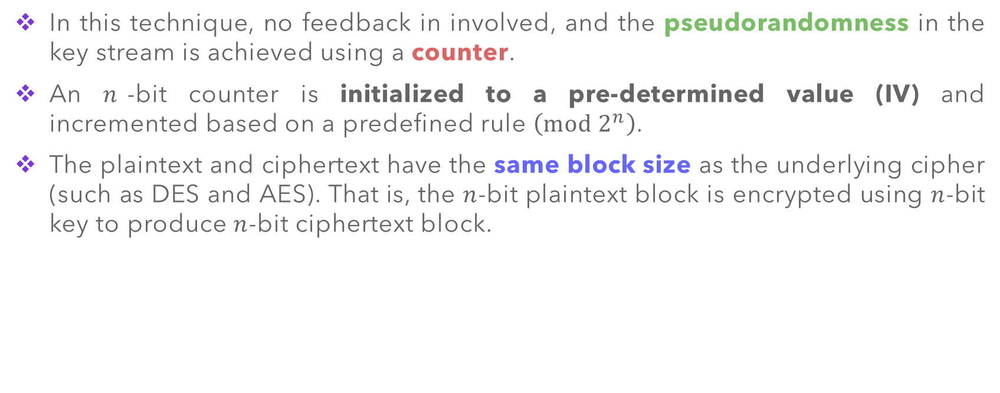 ❖ In this technique, no feedback in involved, and the pseudorandomness in the
key stream is achieved using a counter.
❖ An n -bit counter is initialized to a pre-determined value (IV) and
incremented based on a predefined rule (mod 2ⁿ).
❖ The plaintext and ciphertext have the same block size as the underlying cipher
(such as DES and AES). That is, the n-bit plaintext block is encrypted using n-bit
key to produce n-bit ciphertext block.